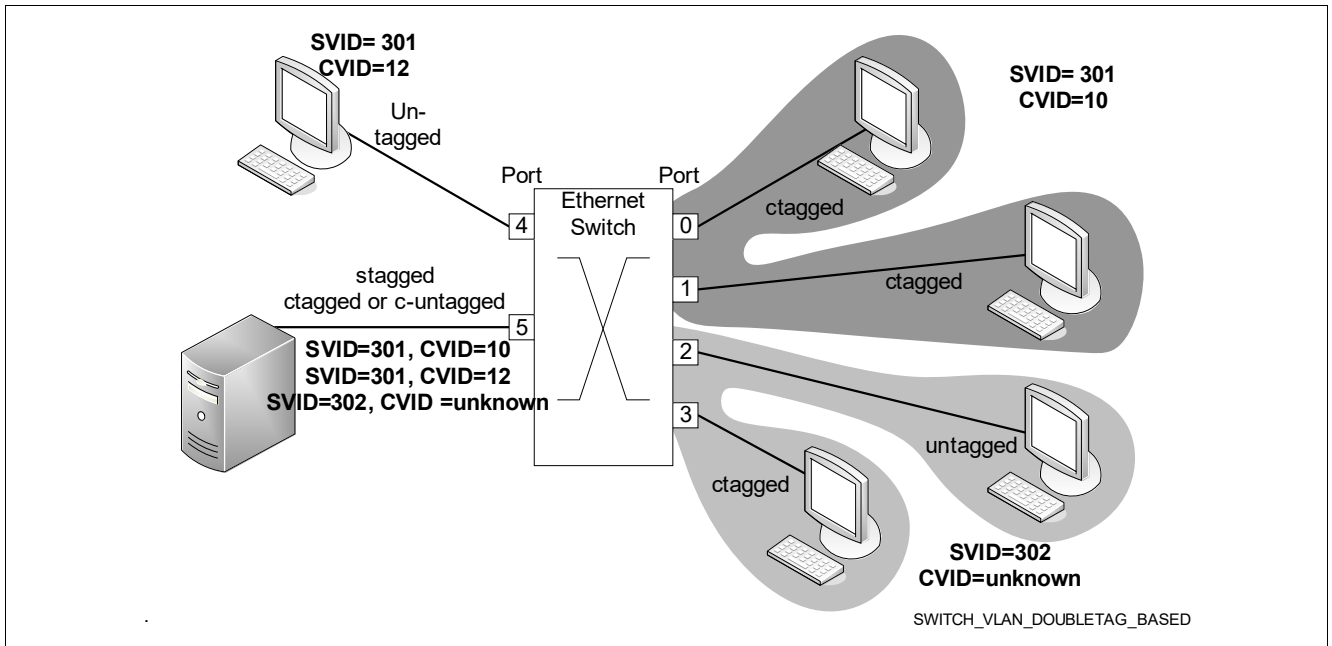 SVID= 301
CVID=12
Un-
tagged
SVID= 301
CVID=10
Port
Port
Ethernet
Switch
4
0
ctagged
stagged
ctagged or c-untagged
5
1
ctagged
SVID=301, CVID=10
SVID=301, CVID=12
SVID=302, CVID =unknown
2
untagged
3
ctagged
SVID=302
CVID=unknown
.
SWITCH_VLAN_DOUBLETAG_BASED